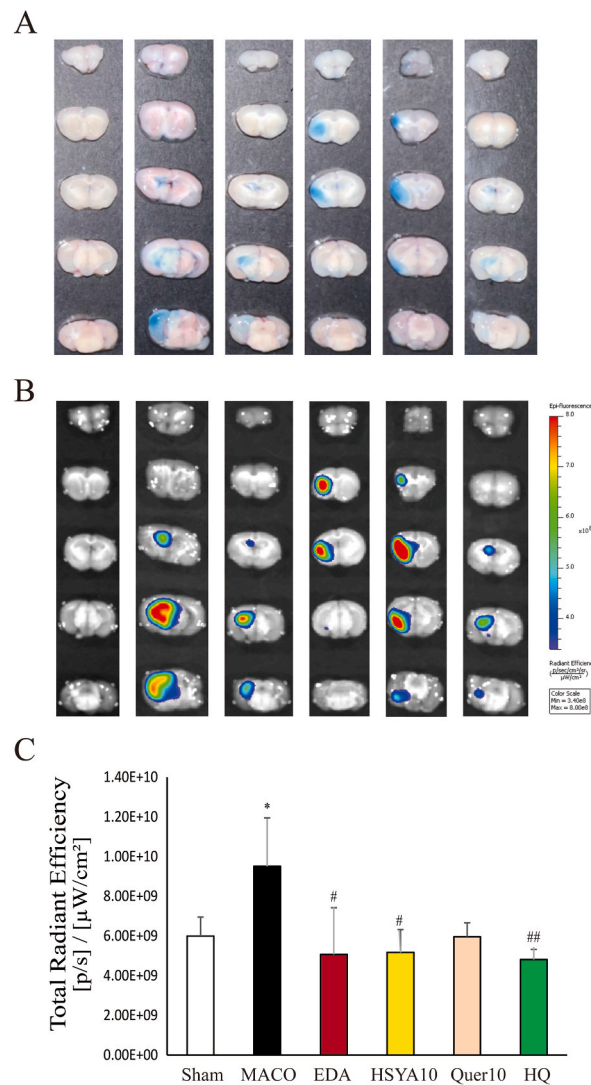 A
B
Epi-fluorescence
8.0
7.0
6.0
5.0
4.0
Radiant Efficiency
Color Scale
Min = 3.40e8
Max = 8.00e8
C
Total Radiant Efficiency
[p/s] / [µW/cm²]
1.40E+10
1.20E+10
1.00E+10
8.00E+09
6.00E+09
4.00E+09
2.00E+09
0.00E+00
*
#
#
##
Sham MACO EDA HSYA10 Quer10 HQ